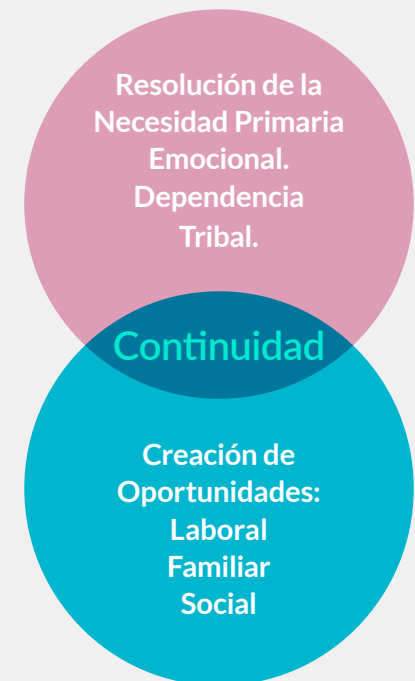 Resolución de la
Necesidad Primaria
Emocional.
Dependencia
Tribal.
Continuidad
Creación de
Oportunidades:
Laboral
Familiar
Social